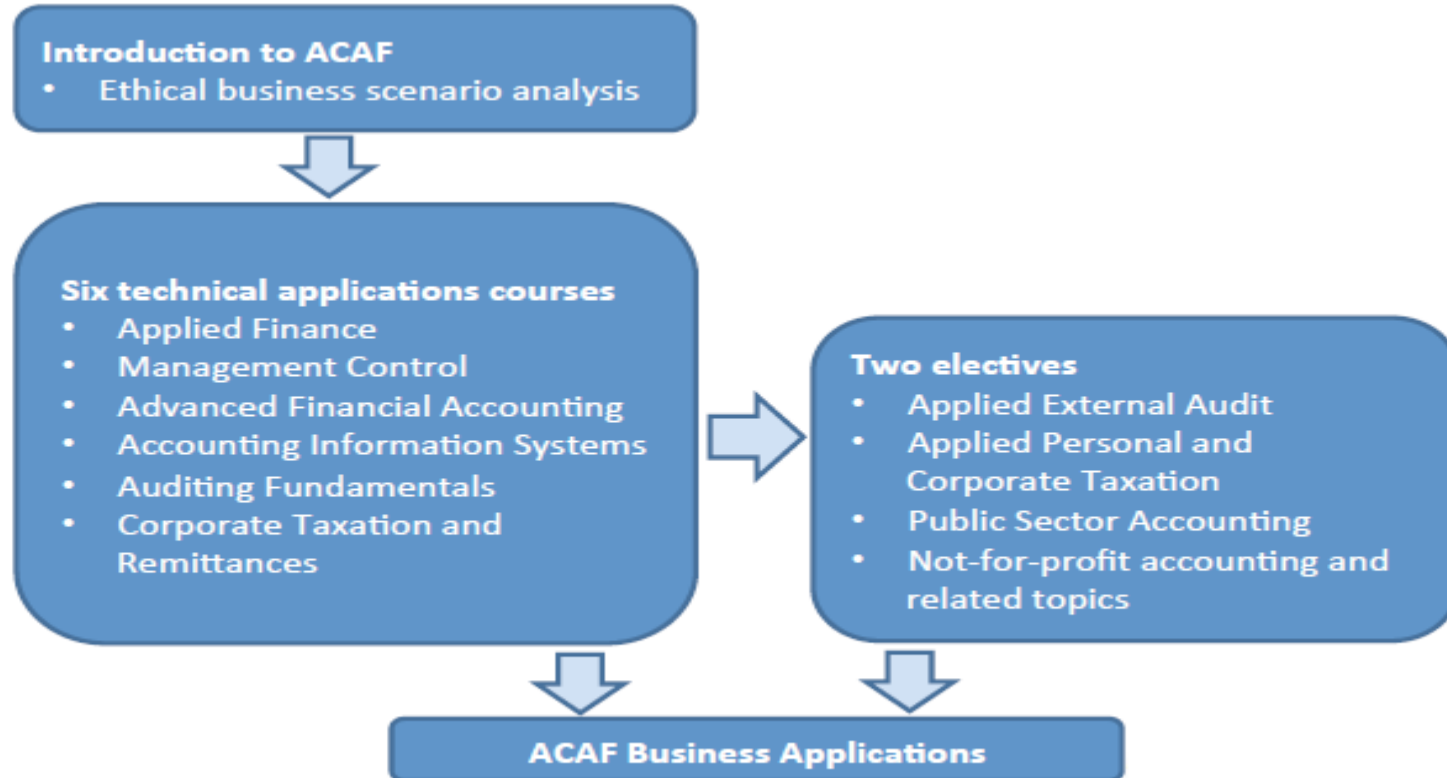 Introduction to ACAF
• Ethical business scenario analysis
Six technical applications courses
• Applied Finance
• Management Control
• Advanced Financial Accounting
• Accounting Information Systems
• Auditing Fundamentals
• Corporate Taxation and
Remittances
Two electives
• Applied External Audit
• Applied Personal and
Corporate Taxation
• Public Sector Accounting
• Not-for-profit accounting and
related topics
ACAF Business Applications